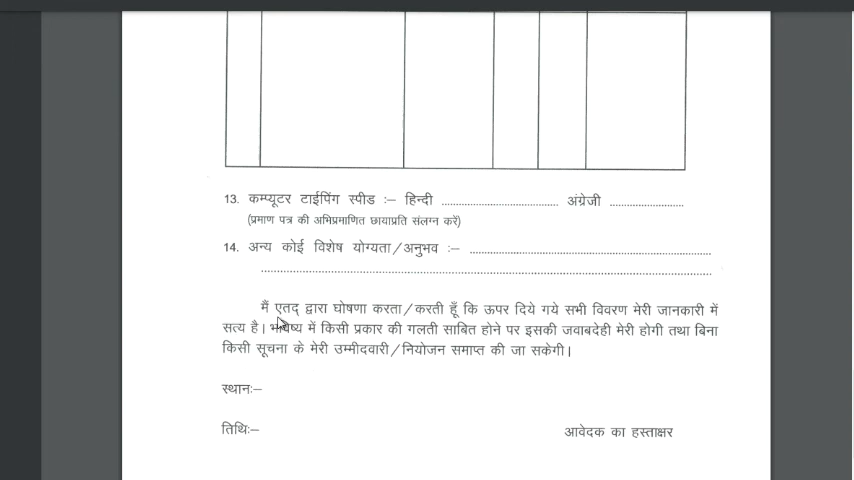 13. कम्प्यूटर टाईपिंग स्पीड :– हिन्दी ................................ अंग्रेजी ....................
(प्रमाण पत्र की अभिप्रमाणित छायाप्रति संलग्न करें)
14. अन्य कोई विशेष योग्यता/अनुभव :– ................................................................
................................................................................................................................
मैं एतद् द्वारा घोषणा करता/करती हूँ कि ऊपर दिये गये सभी विवरण मेरी जानकारी में
सत्य है। भविष्य में किसी प्रकार की गलती साबित होने पर इसकी जवाबदेही मेरी होगी तथा बिना
किसी सूचना के मेरी उम्मीदवारी/नियोजन समाप्त की जा सकेगी।
स्थानः–
तिथिः–
आवेदक का हस्ताक्षर